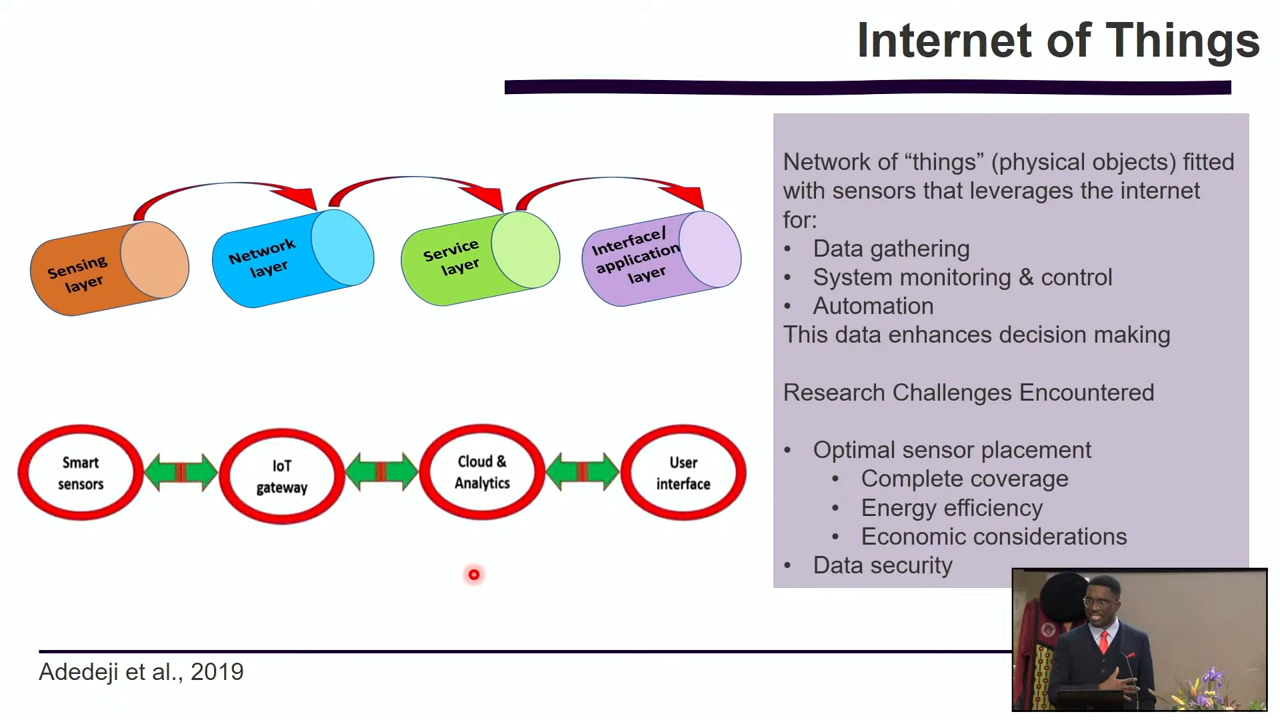 Internet of Things
Sensing
layer
Network
layer
Service
layer
Interface/
application
layer
Smart
sensors
IoT
gateway
Cloud &
Analytics
User
interface
Network of “things” (physical objects) fitted
with sensors that leverages the internet
for:
• Data gathering
• System monitoring & control
• Automation
This data enhances decision making
Research Challenges Encountered
• Optimal sensor placement
• Complete coverage
• Energy efficiency
• Economic considerations
• Data security
Adedeji et al., 2019